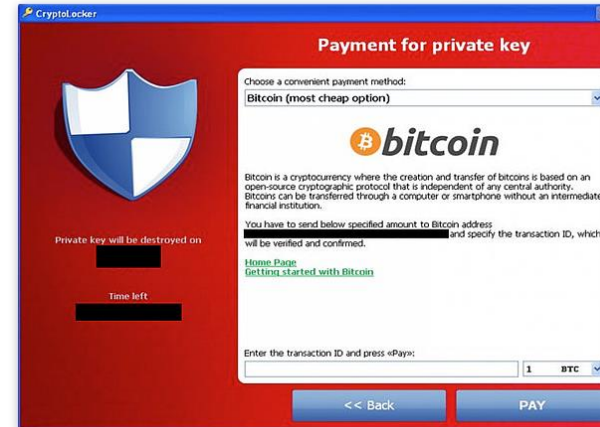 CryptoLocker
Payment for private key
Choose a convenient payment method:
Bitcoin (most cheap option)
bitcoin
Bitcoin is a cryptocurrency where the creation and transfer of bitcoins is based on an
open-source cryptographic protocol that is independent of any central authority.
Bitcoins can be transferred through a computer or smartphone without an intermediate
financial institution.
You have to send below specified amount to Bitcoin address
and specify the transaction ID, which
will be verified and confirmed.
Home Page
Getting started with Bitcoin
Private key will be destroyed on
Time left
Enter the transaction ID and press «Pay»:
1 BTC
<< Back
PAY